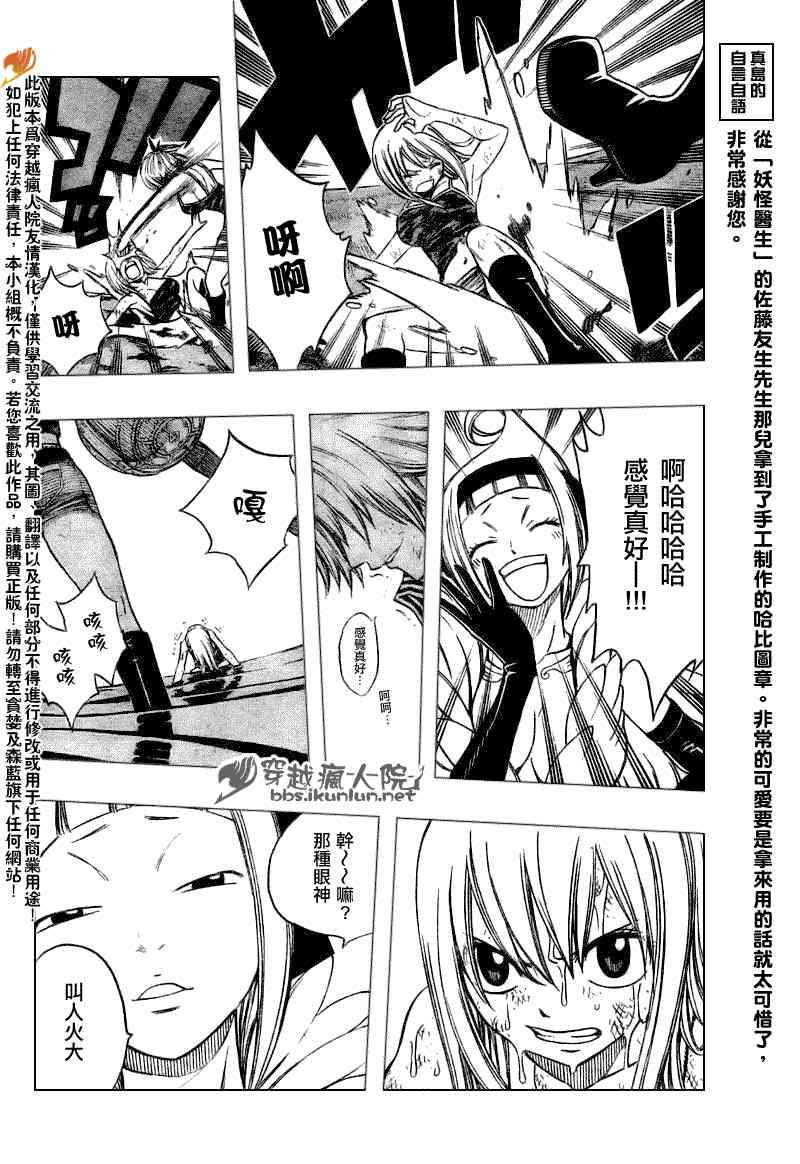 真島的
自言自語
從「妖怪醫生」的佐藤友生先生那兒拿到了手工制作的哈比圖章。非常的可愛要是拿來用的話就太可惜了，
非常感謝您。
呀啊
呀
啊哈哈哈哈
感覺真好—!!!
感覺真好…
呵呵…
嘎
咳咳
咳咳
穿越瘋人院
bbs.ikunlun.net
幹~~嘛?
那種眼神
叫人火大
此版本爲穿越瘋人院友情漢化，僅供學習交流之用，其圖、翻譯以及任何部分不得進行修改或用于任何商業用途!
如犯上任何法律責任，本小組概不負責。若您喜歡此作品，請購買正版！請勿轉至貪婪及森藍旗下任何網站！